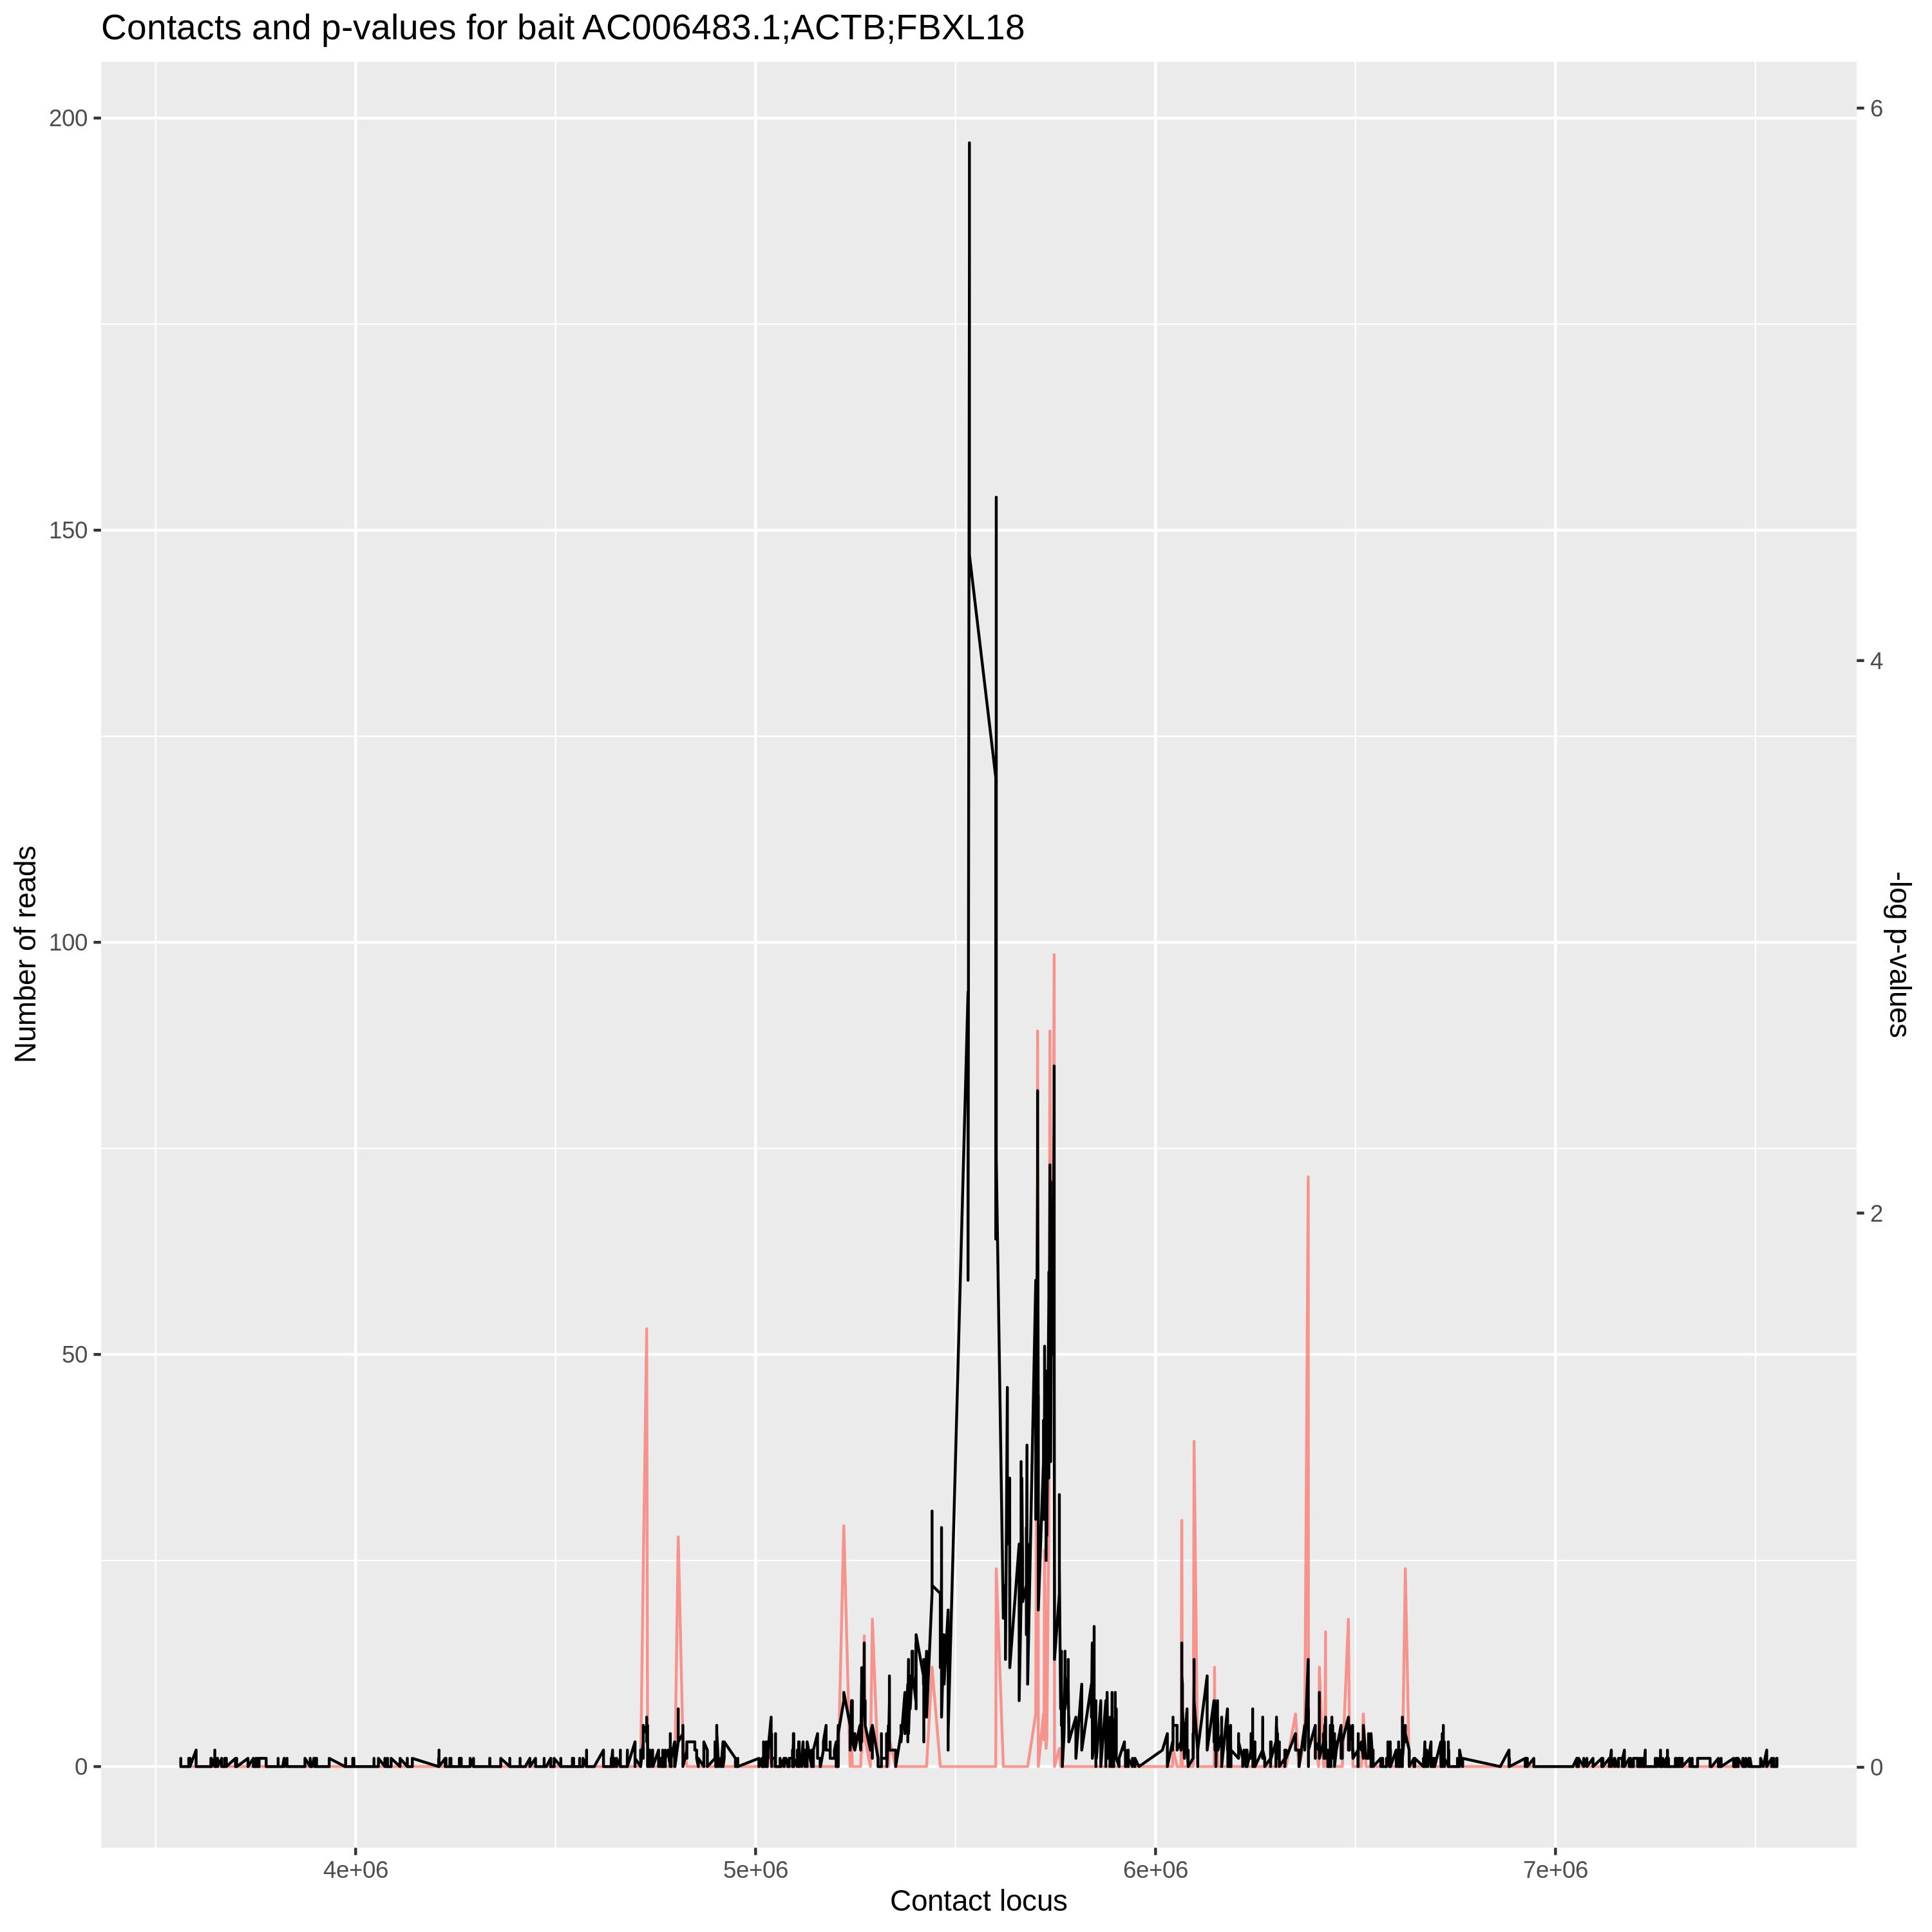 Contacts and p-values for bait AC006483.1;ACTB;FBXL18
200
150
100
50
0
Number of reads
6
4
2
0
-log p-values
4e+06
5e+06
6e+06
7e+06
Contact locus